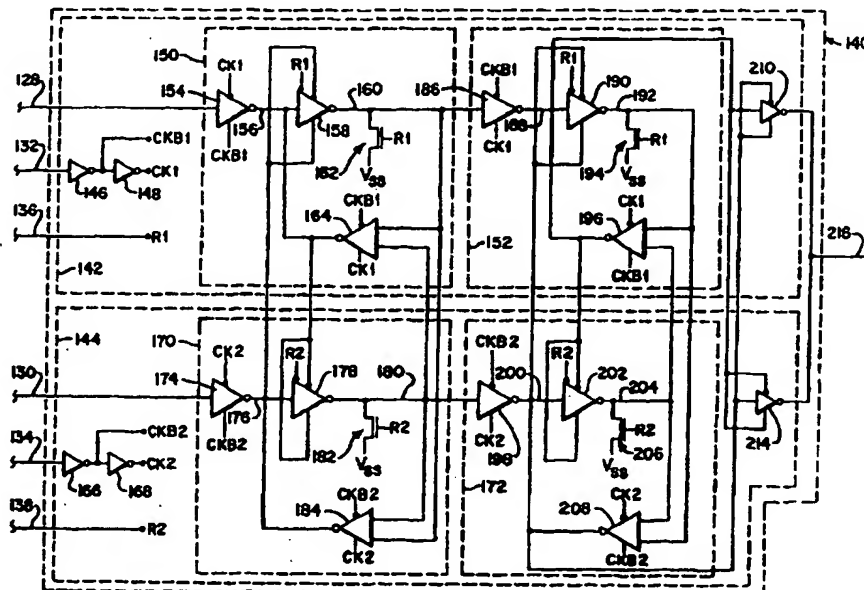 150
CK1
154
CKB1
156
R1
160
158
162
R1
VSS
164
CKB1
CK1
CKB1
186
CK1
188
R1
190
192
194
R1
VSS
196
CK1
CKB1
152
210
140
128
132
CKB1
CK1
146
148
136
R1
142
216
144
170
CK2
174
CKB2
176
R2
178
180
182
R2
VSS
184
CKB2
CK2
CKB2
200
CK2
198
R2
202
204
R2
206
VSS
172
208
CK2
CKB2
214
130
134
CKB2
CK2
166
168
138
R2